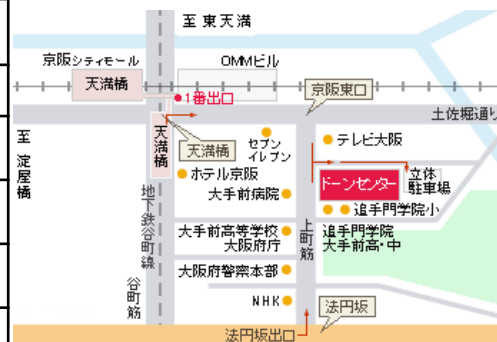 至東天満
京阪シティモール
OMMビル
天満橋
1番出口
京阪東口
土佐堀通り
至
淀屋橋
天満橋
天満橋
セブン
イレブン
テレビ大阪
ホテル京阪
ドーンセンター
立体
駐車場
大手前病院
追手門学院小
地下鉄谷町線
大手前高等学校
大阪府庁
上町筋
追手門学院
大手前高・中
大阪府警察本部
谷町筋
NHK
法円坂
法円坂出口